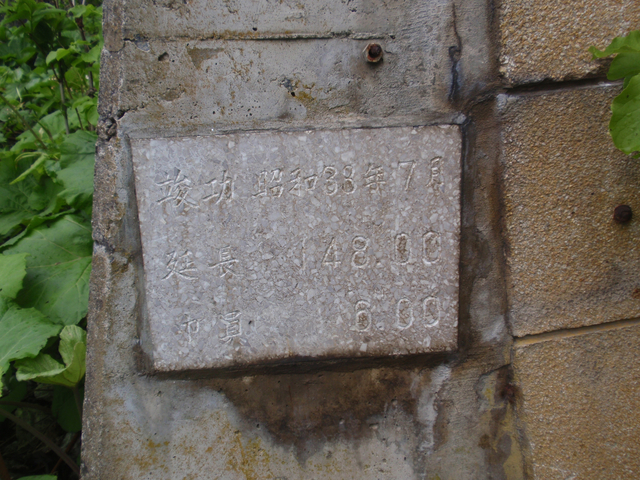 竣功 昭和38年7月
延長 148.00
巾員 6.00